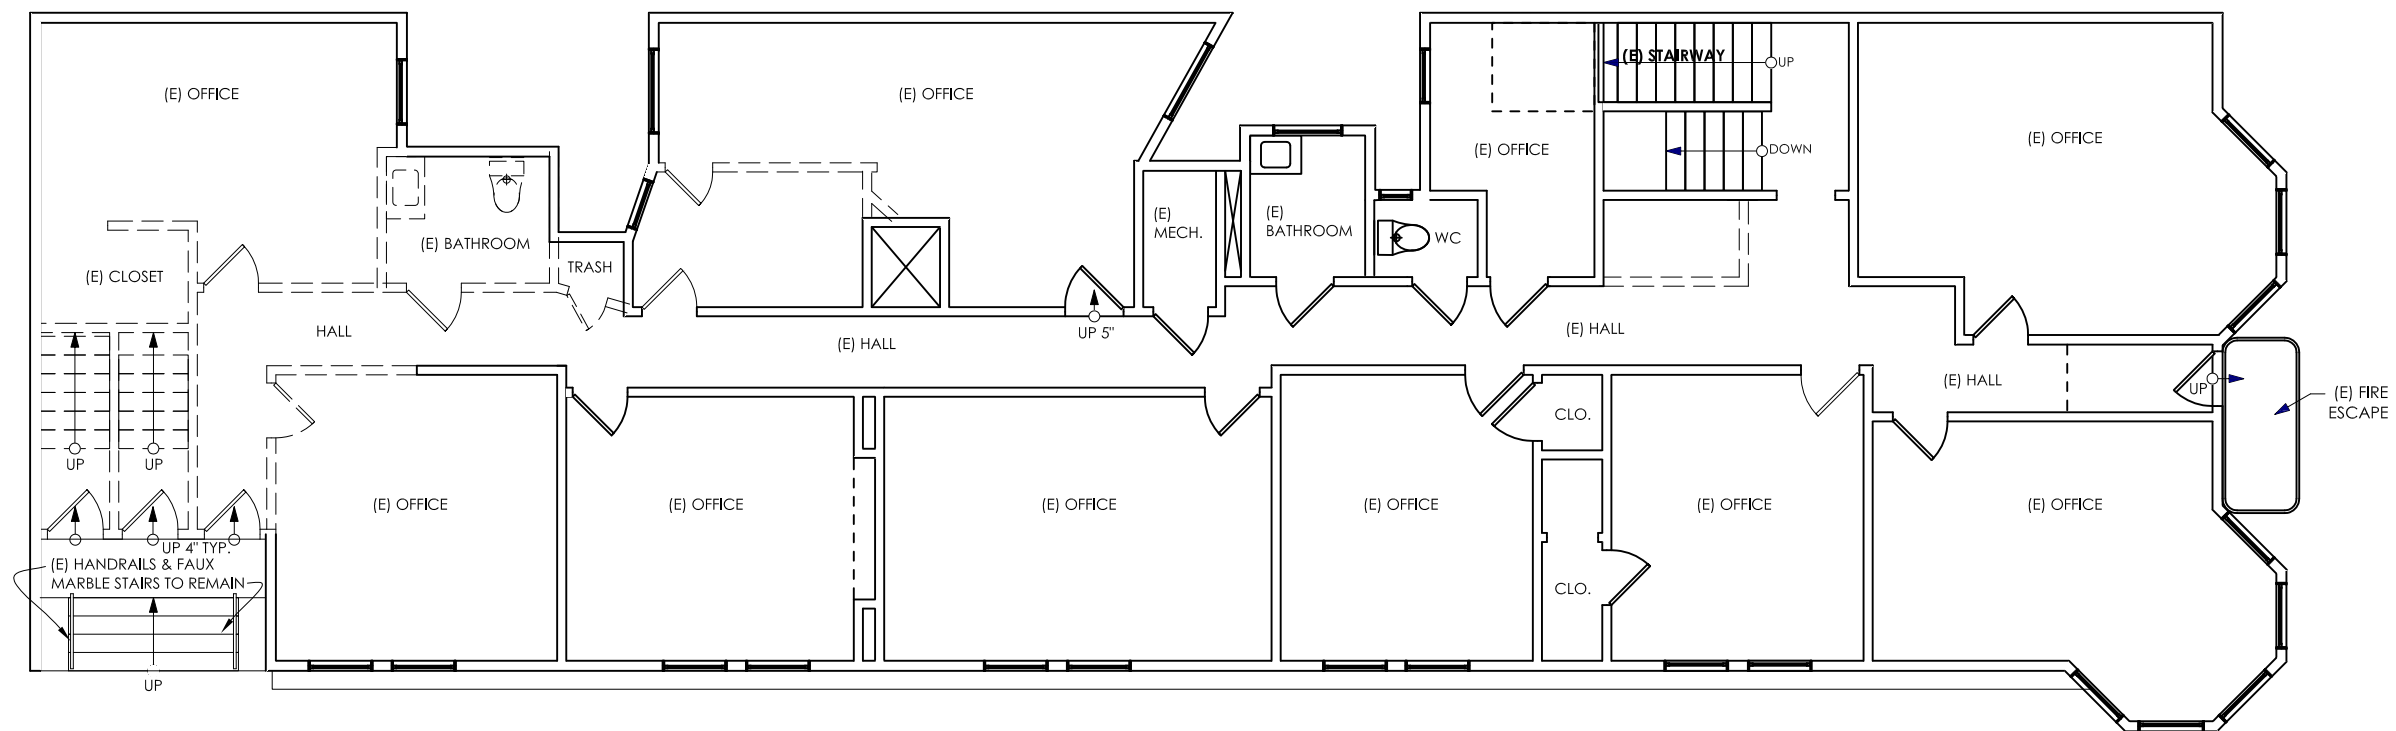 (E) STAIRWAY
UP
(E) OFFICE
(E) OFFICE
(E) OFFICE
(E) OFFICE
DOWN
(E)
MECH.
(E)
BATHROOM
WC
(E) BATHROOM
TRASH
(E) CLOSET
HALL
UP 5"
(E) HALL
(E) HALL
(E) HALL
UP
(E) FIRE
ESCAPE
CLO.
UP
UP
(E) OFFICE
(E) OFFICE
(E) OFFICE
(E) OFFICE
(E) OFFICE
(E) OFFICE
UP 4" TYP.
(E) HANDRAILS & FAUX
MARBLE STAIRS TO REMAIN
CLO.
UP